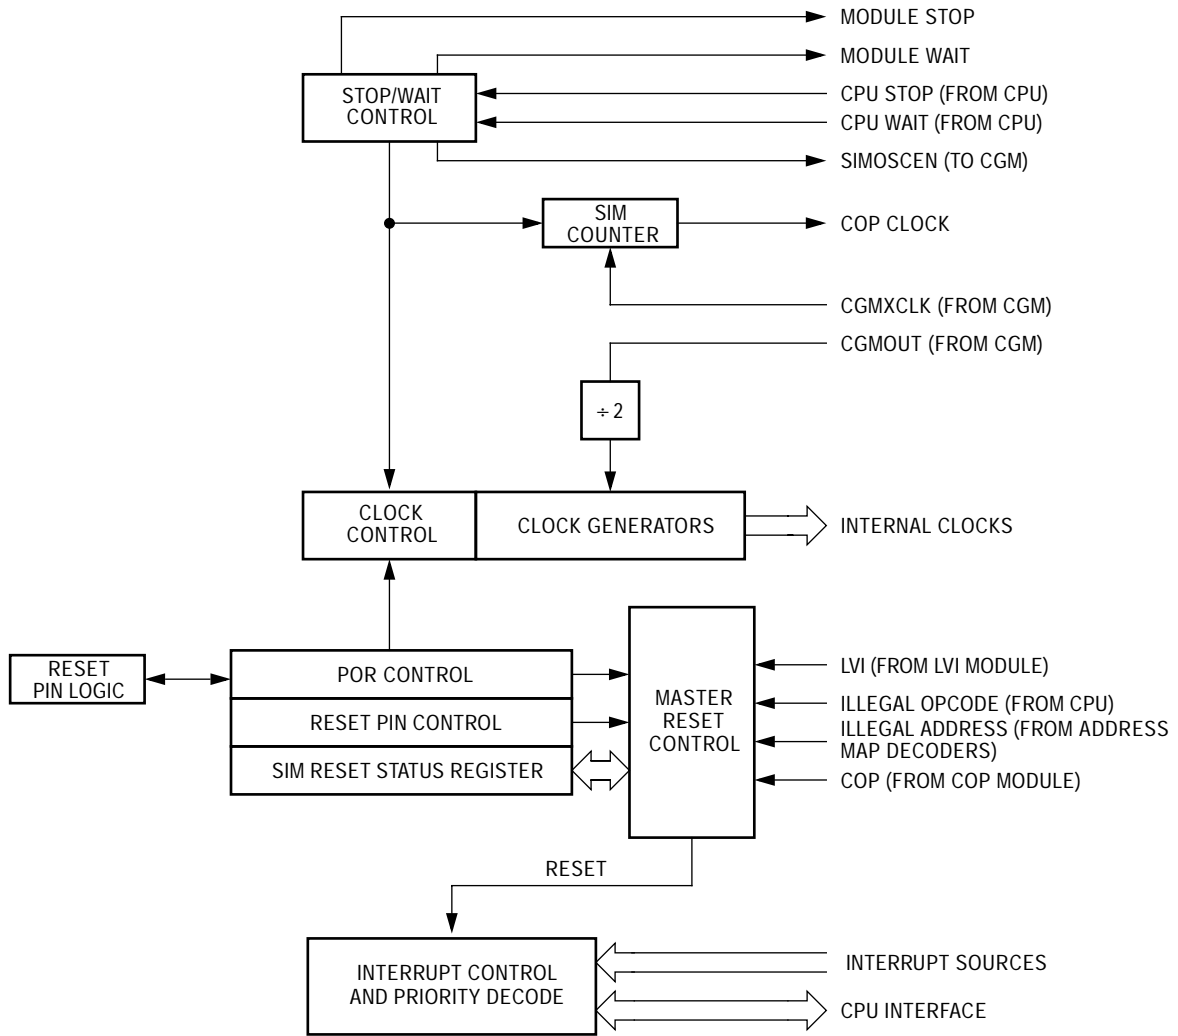 MODULE STOP
MODULE WAIT
STOP/WAIT
CONTROL
CPU STOP (FROM CPU)
CPU WAIT (FROM CPU)
SIMOSCEN (TO CGM)
SIM
COUNTER
COP CLOCK
CGMXCLK (FROM CGM)
CGMOUT (FROM CGM)
÷ 2
CLOCK
CONTROL
CLOCK GENERATORS
INTERNAL CLOCKS
RESET
PIN LOGIC
POR CONTROL
RESET PIN CONTROL
SIM RESET STATUS REGISTER
MASTER
RESET
CONTROL
LVI (FROM LVI MODULE)
ILLEGAL OPCODE (FROM CPU)
ILLEGAL ADDRESS (FROM ADDRESS
MAP DECODERS)
COP (FROM COP MODULE)
RESET
INTERRUPT CONTROL
AND PRIORITY DECODE
INTERRUPT SOURCES
CPU INTERFACE